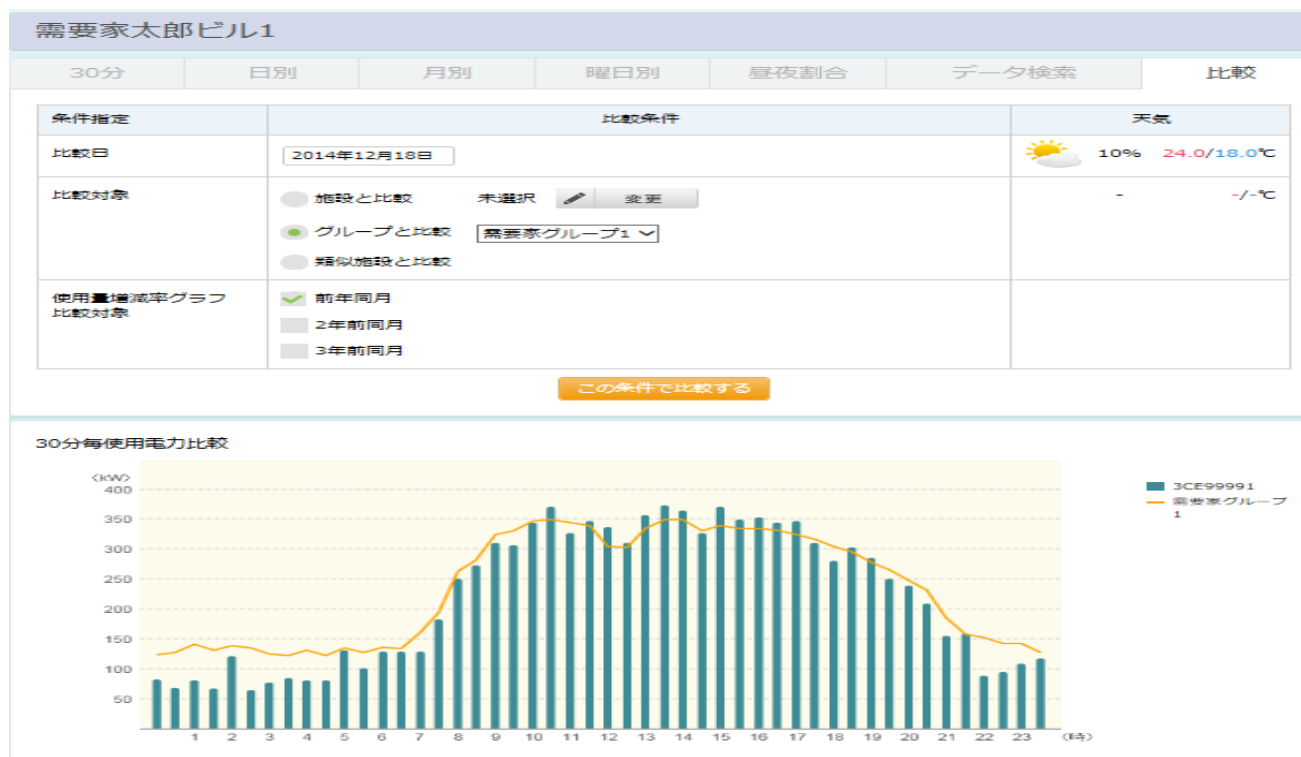 需要家太郎ビル1
30分 日別 月別 曜日別 昼夜割合 データ検索 比較
条件指定 比較条件 天気
比較日 2014年12月18日 10% 24.0/18.0℃
比較対象 施設と比較 未選択 変更 - -/-℃
グループと比較 需要家グループ1
類似施設と比較
使用量増減率グラフ 前年同月
比較対象
2年前同月
3年前同月
この条件で比較する
30分毎使用電力比較
(kW)
400
350
300
250
200
150
100
50
1 2 3 4 5 6 7 8 9 10 11 12 13 14 15 16 17 18 19 20 21 22 23 (時)
3CE99991
需要家グループ
1